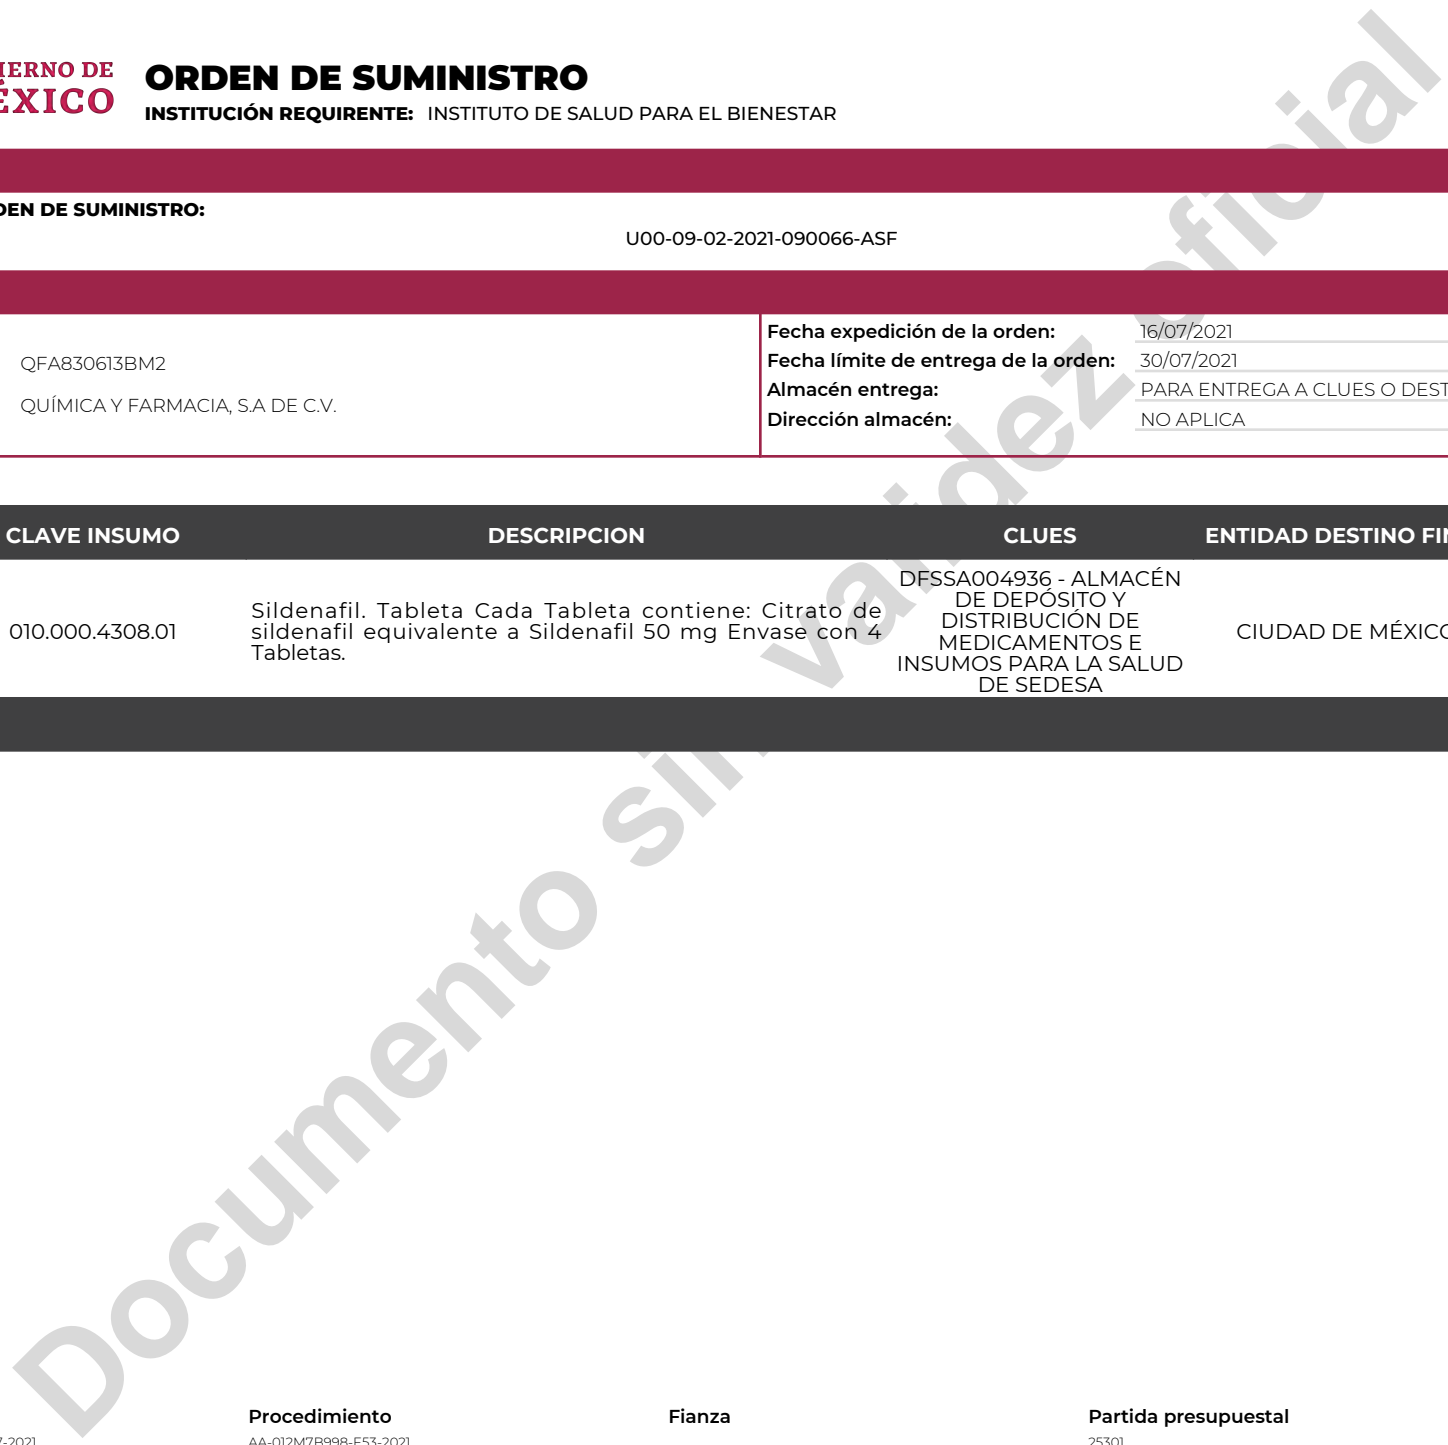 ORDEN DE SUMINISTRO
INSTITUCIÓN REQUIRENTE: INSTITUTO DE SALUD PARA EL BIENESTAR
DE
DE SUMINISTRO:
U00-09-02-2021-090066-ASF
QFA830613BM2
QUÍMICA Y FARMACIA, S.A DE C.V.
Fecha expedición de la orden: 16/07/2021
Fecha límite de entrega de la orden: 30/07/2021
Almacén entrega: PARA ENTREGA A CLUES O
Dirección almacén: NO APLICA
CLAVE INSUMO DESCRIPCION CLUES ENTIDAD DESTINO
010.000.4308.01
Sildenafil. Tableta Cada Tableta contiene: Citrato de
sildenafil equivalente a Sildenafil 50 mg Envase con 4
Tabletas.
DFSSA004936 - ALMACÉN
DE DEPÓSITO Y
DISTRIBUCIÓN DE
MEDICAMENTOS E
INSUMOS PARA LA SALUD
DE SEDESA
CIUDAD DE MÉXICO
Documento sin validez oficial
Procedimiento Fianza Partida presupuestal